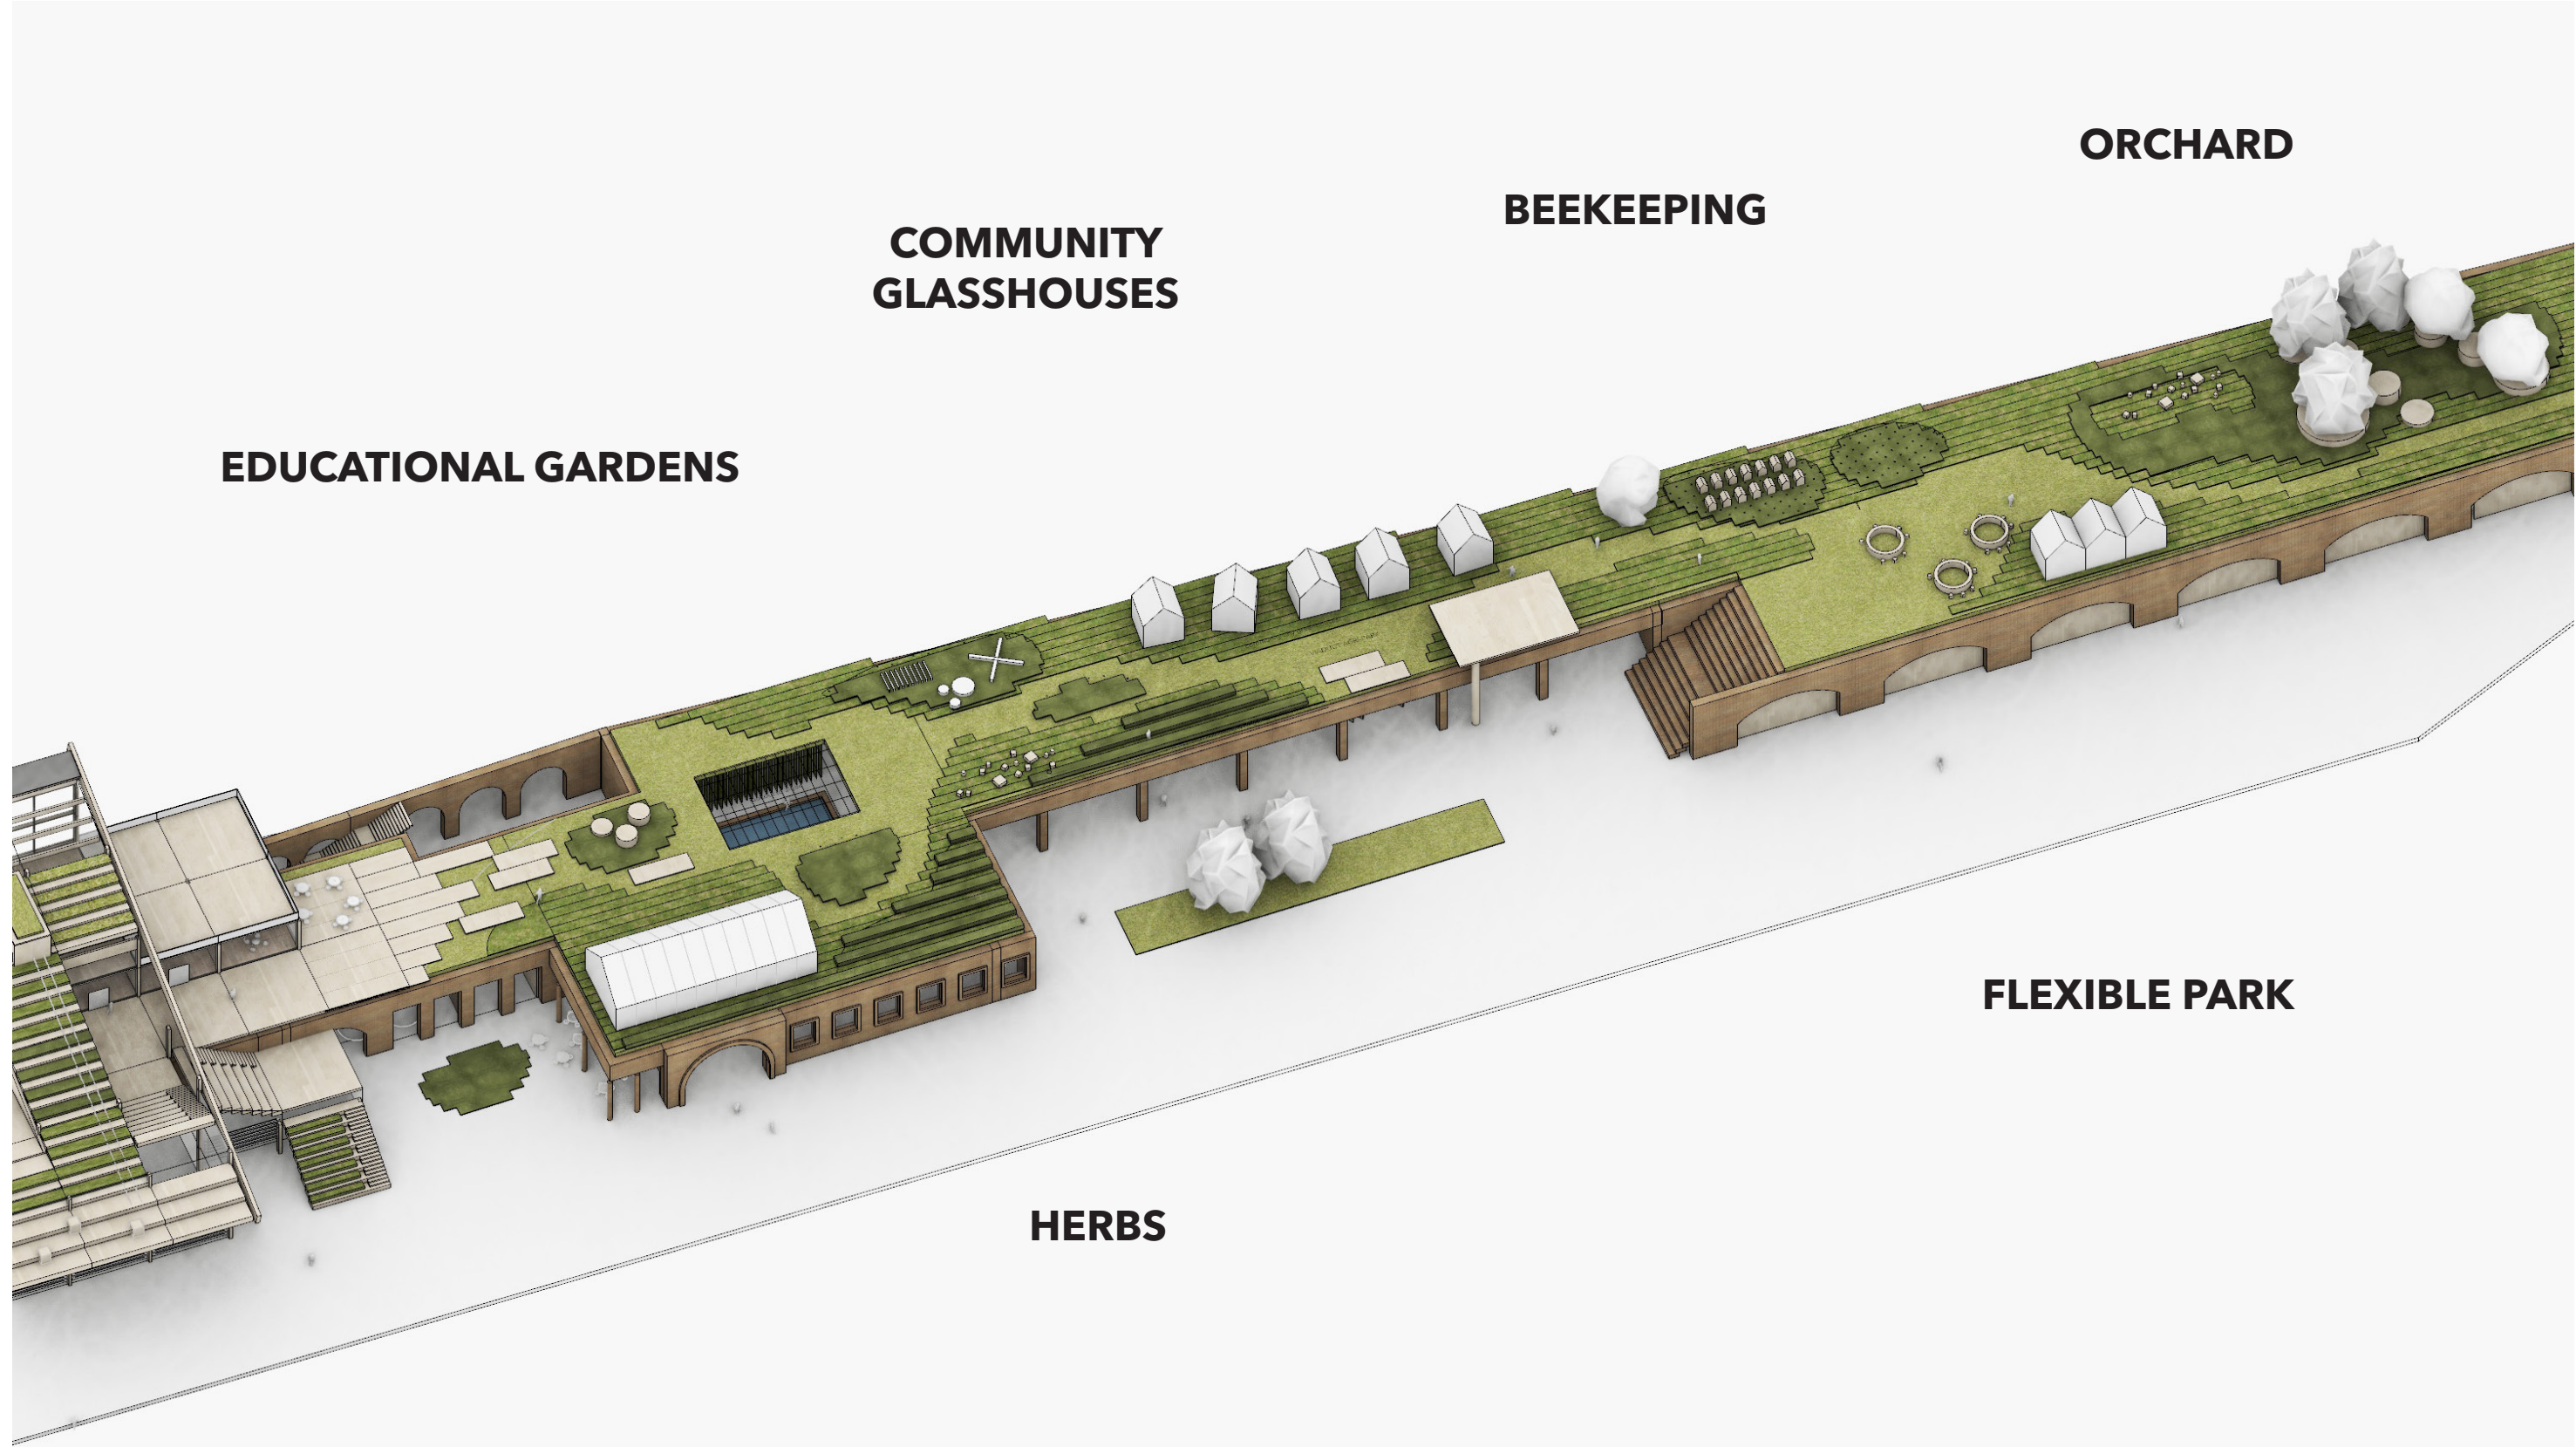 ORCHARD
BEEKEEPING
COMMUNITY
GLASSHOUSES
EDUCATIONAL GARDENS
FLEXIBLE PARK
HERBS